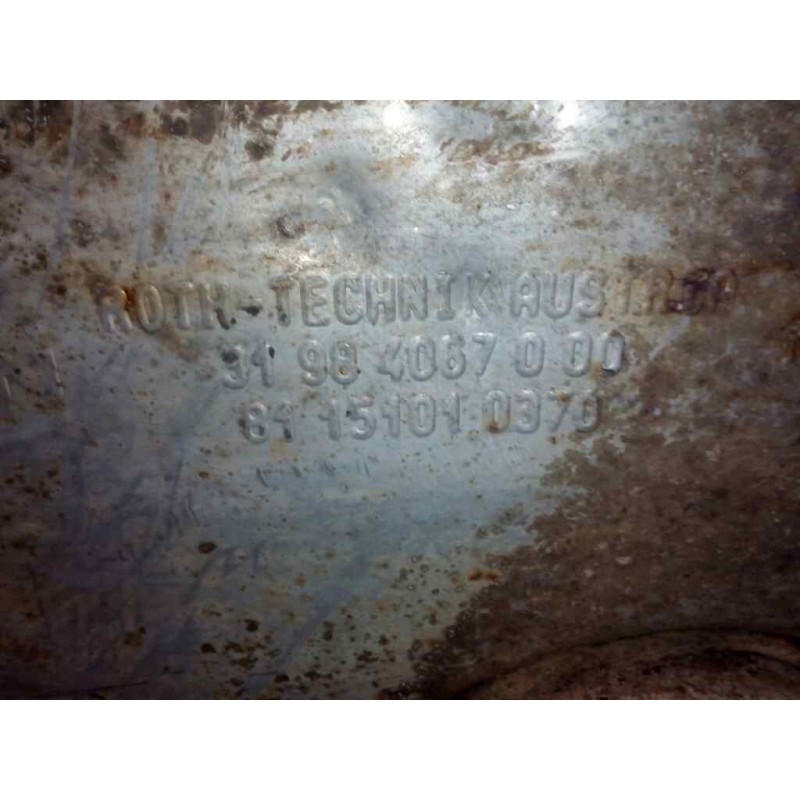 ROTH-TECHNIK AUSTRIA
31 98 4067 0 00
81 15101 0370